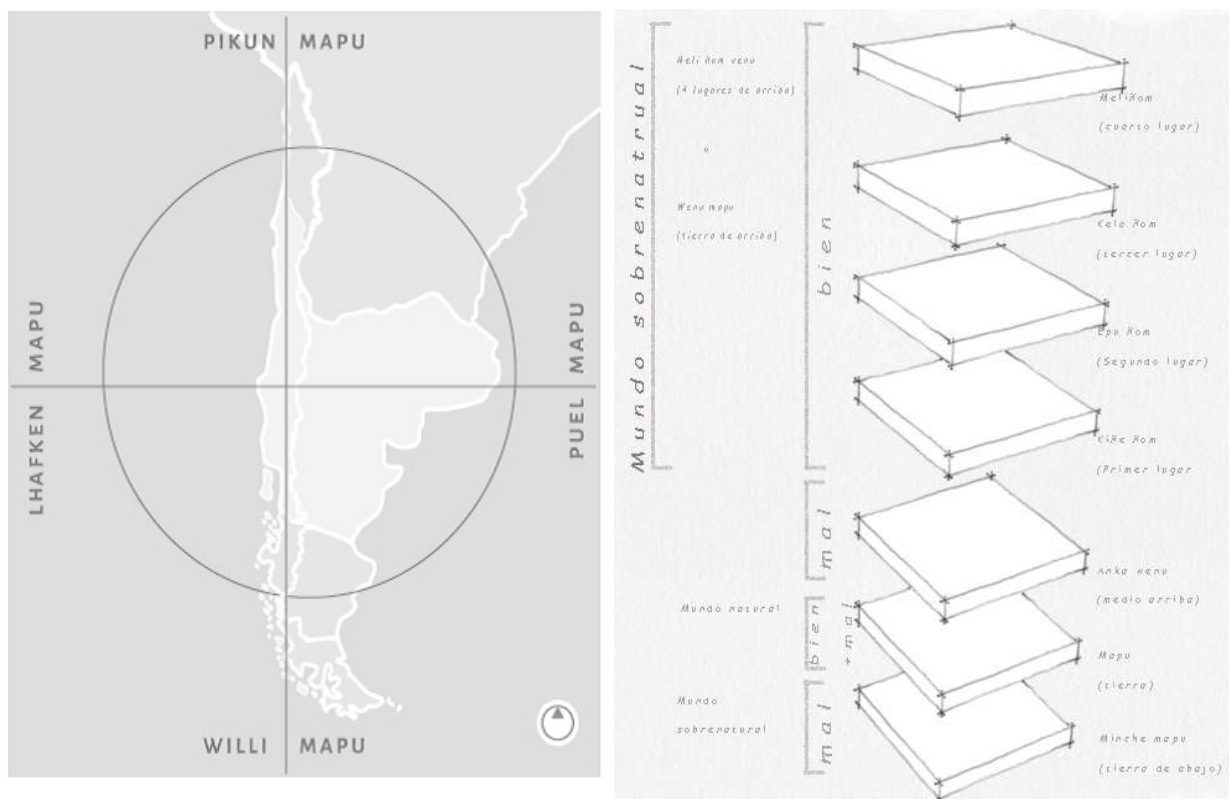 PIKUN MAPU
LHAFKEN MAPU
PUEL MAPU
WILLI MAPU
Mundo sobrenatrual
Meli Ñom wenu
(4 lugares de arriba)
o
Wenu mapu
(tierra de arriba)
bien
MeliÑom
(cuarto lugar)
Kela Ñom
(tercer lugar)
Epu Ñom
(Segundo lugar)
Kiñe Ñom
(Primer lugar
mal
Anka wenu
(medio arriba)
Mundo natural
bien
+mal
Mapu
(tierra)
Mundo
sobrenatural
mal
Minche mapu
(tierra de abajo)